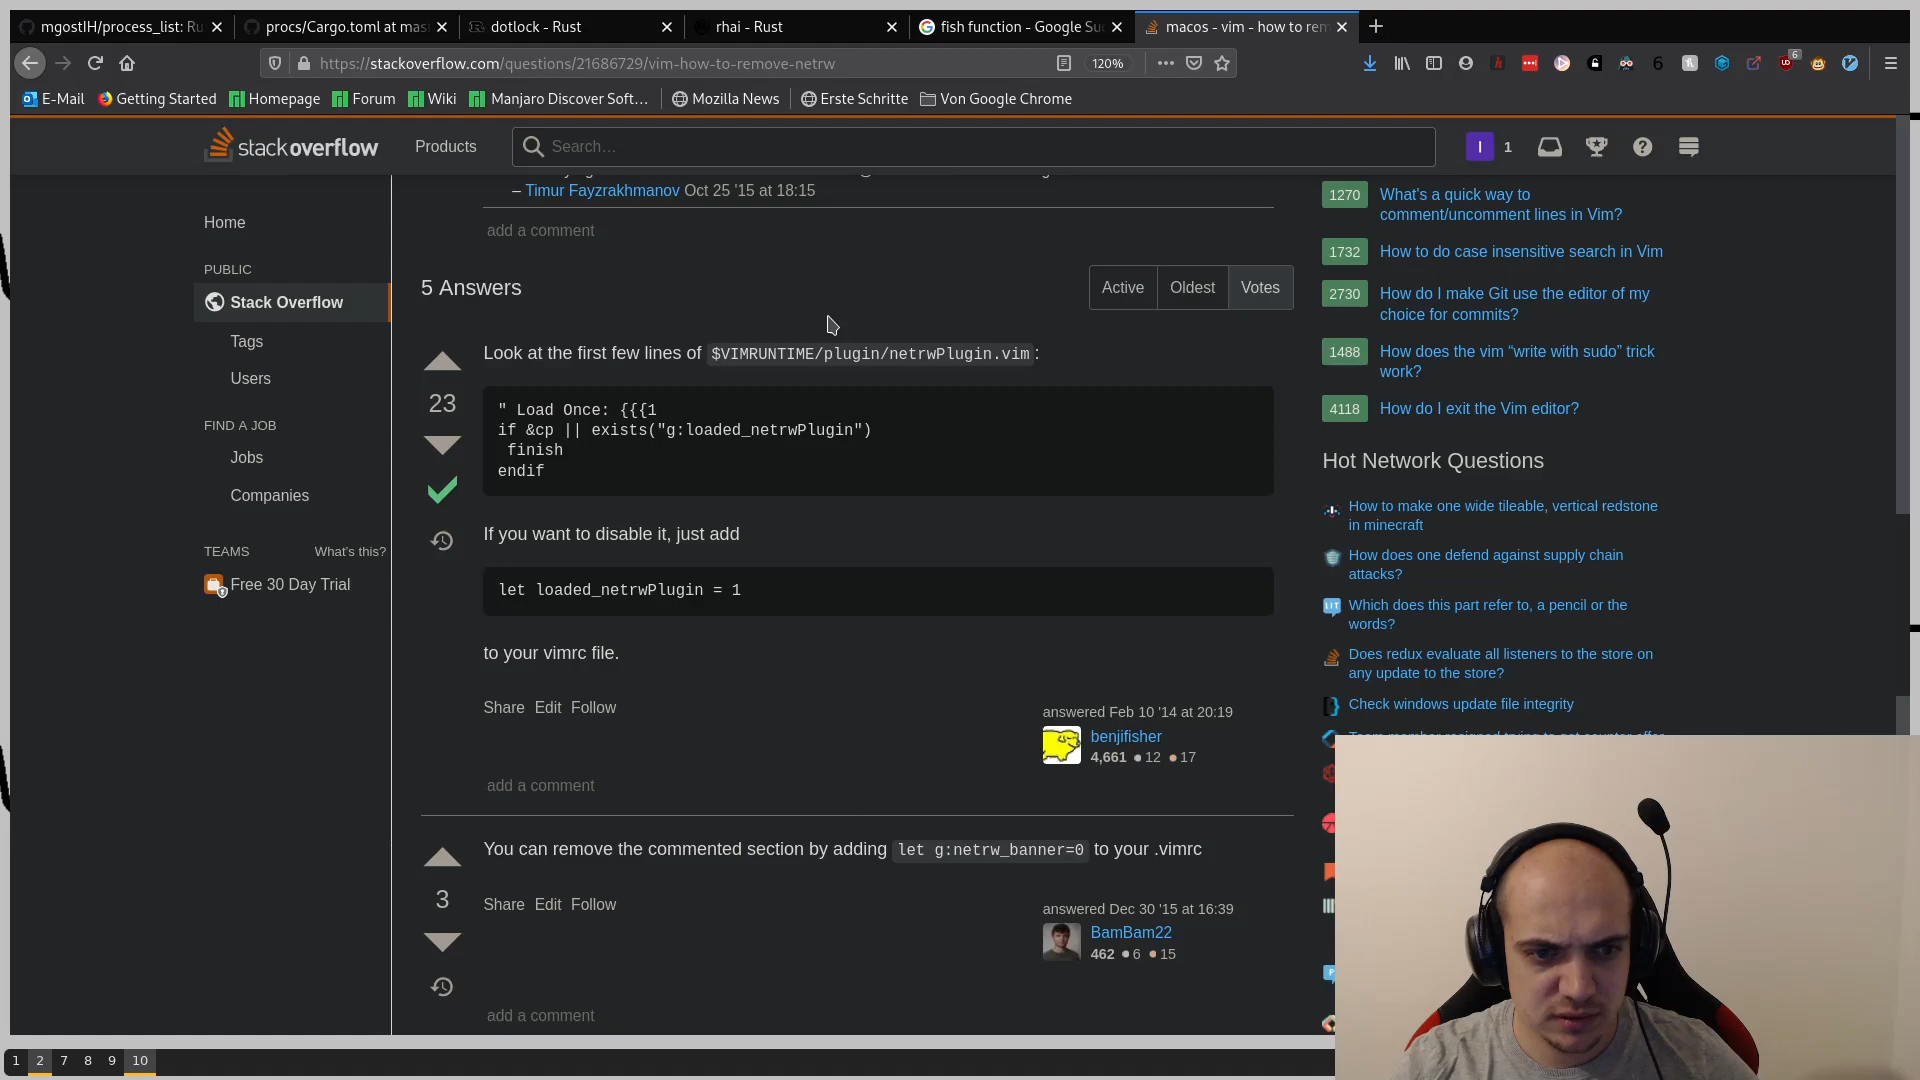 mgostIH/process_list: Ru
procs/Cargo.toml at mas
dotlock - Rust
rhai - Rust
fish function - Google Su
macos - vim - how to rem
https://stackoverflow.com/questions/21686729/vim-how-to-remove-netrw
120%
6
E-Mail
Getting Started
Homepage
Forum
Wiki
Manjaro Discover Soft…
Mozilla News
Erste Schritte
Von Google Chrome
stackoverflow
Products
Search…
I
1
Home
PUBLIC
Stack Overflow
Tags
Users
FIND A JOB
Jobs
Companies
TEAMS
What's this?
Free 30 Day Trial
– Timur Fayzrakhmanov Oct 25 '15 at 18:15
add a comment
5 Answers
Active
Oldest
Votes
Look at the first few lines of $VIMRUNTIME/plugin/netrwPlugin.vim:
23
" Load Once: {{{1
if &cp || exists("g:loaded_netrwPlugin")
finish
endif
If you want to disable it, just add
let loaded_netrwPlugin = 1
to your vimrc file.
Share Edit Follow
answered Feb 10 '14 at 20:19
benjifisher
4,661 ● 12 ● 17
add a comment
You can remove the commented section by adding let g:netrw_banner=0 to your .vimrc
3
Share Edit Follow
answered Dec 30 '15 at 16:39
BamBam22
462 ● 6 ● 15
add a comment
1270 What's a quick way to
comment/uncomment lines in Vim?
1732 How to do case insensitive search in Vim
2730 How do I make Git use the editor of my
choice for commits?
1488 How does the vim “write with sudo” trick
work?
4118 How do I exit the Vim editor?
Hot Network Questions
How to make one wide tileable, vertical redstone
in minecraft
How does one defend against supply chain
attacks?
Which does this part refer to, a pencil or the
words?
Does redux evaluate all listeners to the store on
any update to the store?
Check windows update file integrity
1 2 7 8 9 10